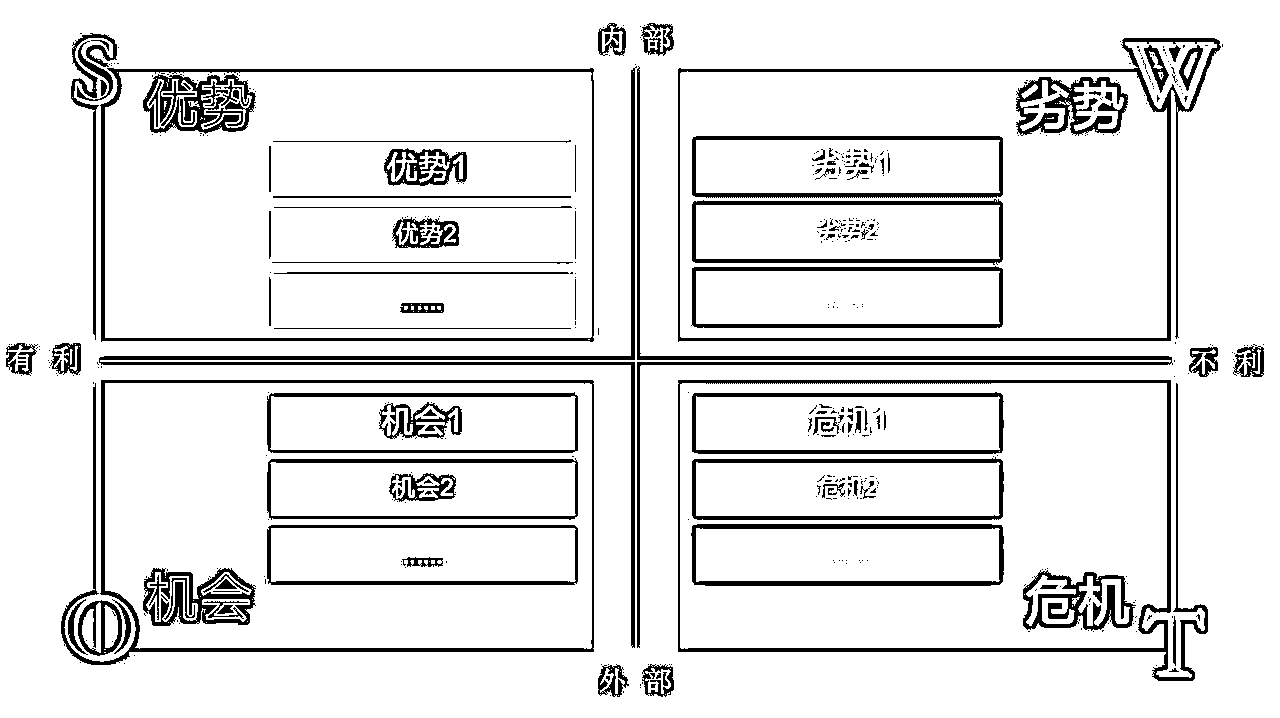 内 部
S
优势
W
劣势
优势1
劣势1
优势2
劣势2
......
......
有 利
不 利
机会1
危机1
机会2
危机2
......
......
机会
O
危机
T
外 部